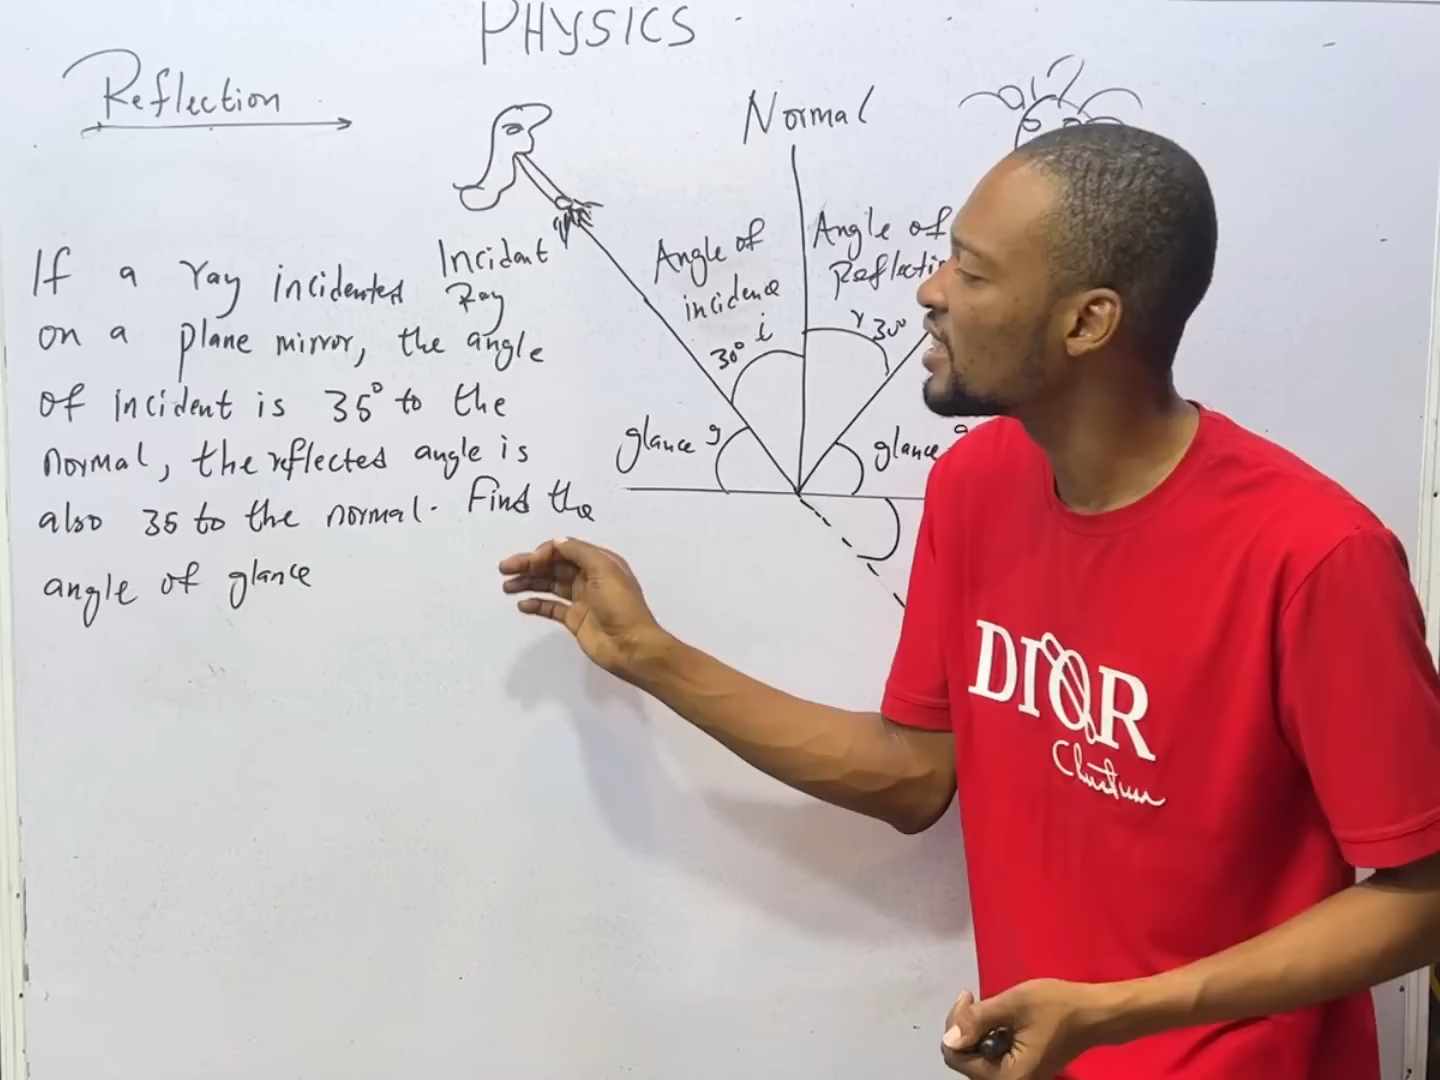 PHYSICS
Reflection
If a ray incidented
on a plane mirror, the angle
of incident is 35° to the
normal, the reflected angle is
also 35 to the normal. Find the
angle of glance
Incident
Ray
Normal
Angle of
incidence
i
30°
Angle of
Reflecti
r 30°
glance g
glance g
DIOR